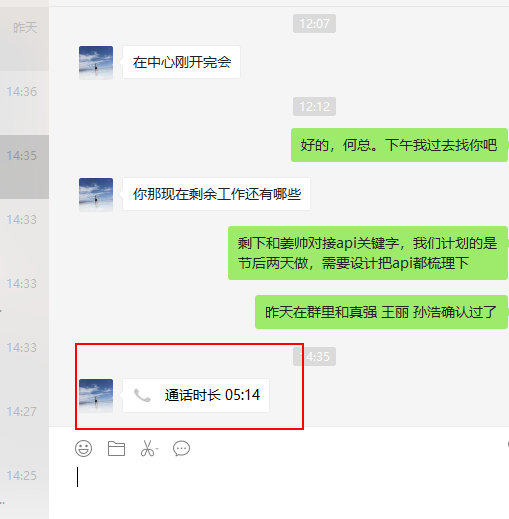 昨天
14:36
14:35
14:33
14:33
14:33
14:27
14:25
12:07
在中心刚开完会
12:12
好的，何总。下午我过去找你吧
你那现在剩余工作还有哪些
剩下和姜帅对接api关键字，我们计划的是
节后两天做，需要设计把api都梳理下
昨天在群里和真强 王丽 孙浩确认过了
14:35
通话时长 05:14